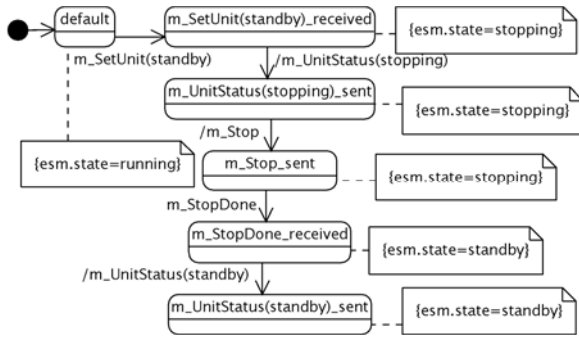 default
m_SetUnit(standby)_received
{esm.state=stopping}
m_SetUnit(standby)
/m_UnitStatus(stopping)
m_UnitStatus(stopping)_sent
{esm.state=stopping}
/m_Stop
{esm.state=running}
m_Stop_sent
{esm.state=stopping}
m_StopDone
m_StopDone_received
{esm.state=standby}
/m_UnitStatus(standby)
m_UnitStatus(standby)_sent
{esm.state=standby}